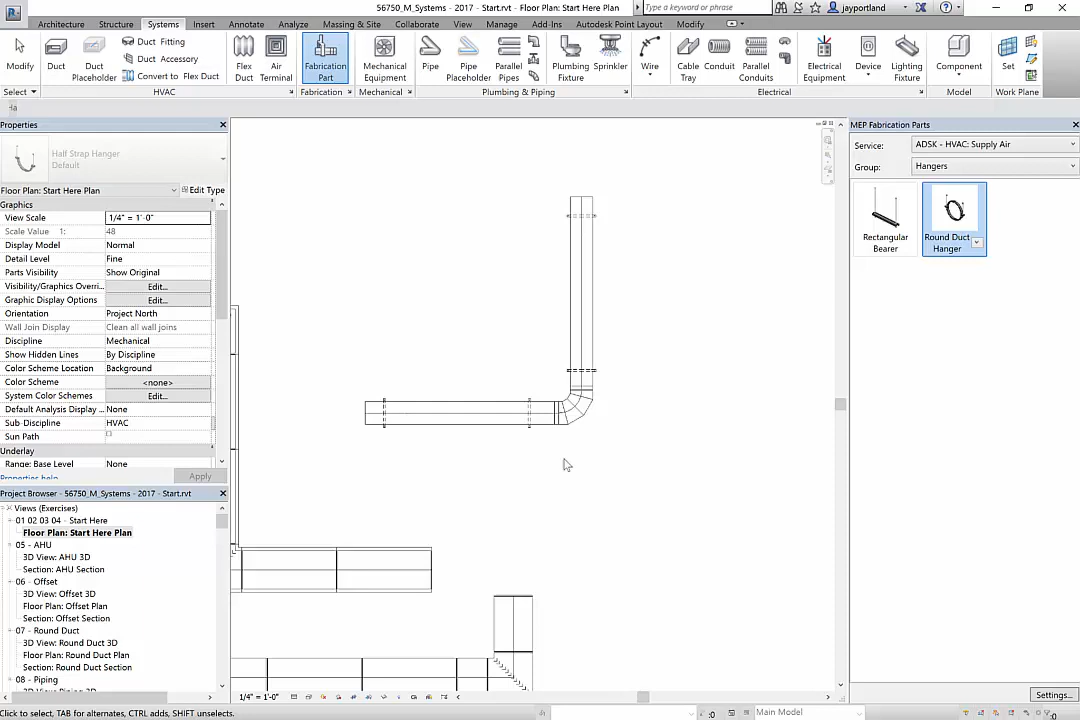 56750_M_Systems - 2017 - Start.rvt - Floor Plan: Start Here Plan
Type a keyword or phrase
jayportland
Architecture Structure Systems Insert Annotate Analyze Massing & Site Collaborate View Manage Add-Ins Autodesk Point Layout Modify
Modify
Duct
Duct Placeholder
Duct Fitting
Duct Accessory
Convert to Flex Duct
Flex Duct
Air Terminal
Fabrication Part
Mechanical Equipment
Pipe
Pipe Placeholder
Parallel Pipes
Plumbing Fixture
Sprinkler
Wire
Cable Tray
Conduit
Parallel Conduits
Electrical Equipment
Device
Lighting Fixture
Component
Set
Select
HVAC
Fabrication
Mechanical
Plumbing & Piping
Electrical
Model
Work Plane
Properties
Half Strap Hanger
Default
Floor Plan: Start Here Plan
Edit Type
Graphics
View Scale 1/4" = 1'-0"
Scale Value 1: 48
Display Model Normal
Detail Level Fine
Parts Visibility Show Original
Visibility/Graphics Overri... Edit...
Graphic Display Options Edit...
Orientation Project North
Wall Join Display Clean all wall joins
Discipline Mechanical
Show Hidden Lines By Discipline
Color Scheme Location Background
Color Scheme <none>
System Color Schemes Edit...
Default Analysis Display ... None
Sub-Discipline HVAC
Sun Path
Underlay
Range: Base Level None
Properties help
Apply
Project Browser - 56750_M_Systems - 2017 - Start.rvt
Views (Exercises)
01 02 03 04 - Start Here
Floor Plan: Start Here Plan
05 - AHU
3D View: AHU 3D
Section: AHU Section
06 - Offset
3D View: Offset 3D
Floor Plan: Offset Plan
Section: Offset Section
07 - Round Duct
3D View: Round Duct 3D
Floor Plan: Round Duct Plan
Section: Round Duct Section
08 - Piping
MEP Fabrication Parts
Service: ADSK - HVAC: Supply Air
Group: Hangers
Rectangular Bearer
Round Duct Hanger
Settings...
1/4" = 1'-0"
Click to select, TAB for alternates, CTRL adds, SHIFT unselects.
:0
Main Model
:0